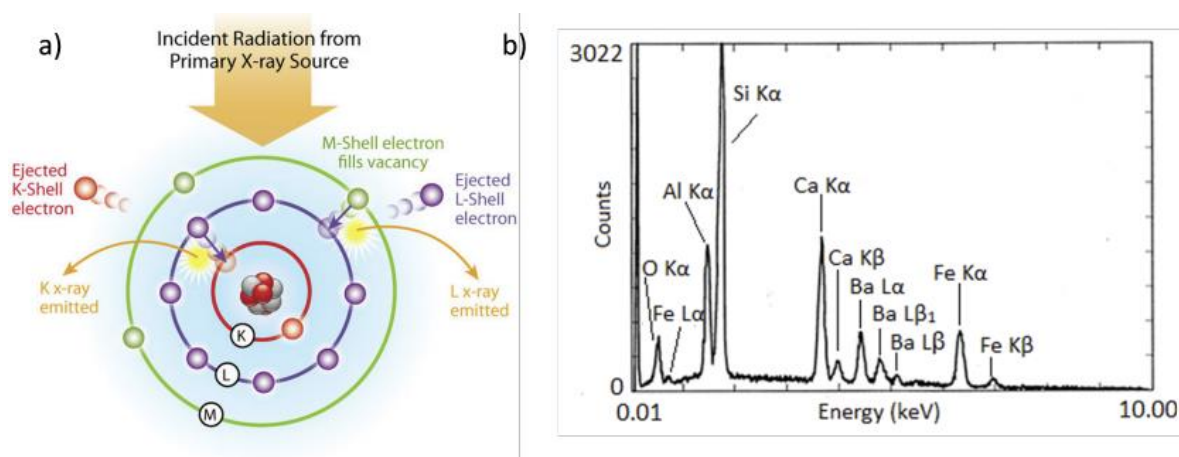 a)
Incident Radiation from
Primary X-ray Source
M-Shell electron
fills vacancy
Ejected
K-Shell
electron
Ejected
L-Shell
electron
K x-ray
emitted
L x-ray
emitted
K
L
M
b)
3022
Counts
0
Si Kα
Al Kα
Ca Kα
O Kα
Fe Lα
Ca Kβ
Ba Lα
Ba Lβ₁
Ba Lβ
Fe Kα
Fe Kβ
0.01
Energy (keV)
10.00